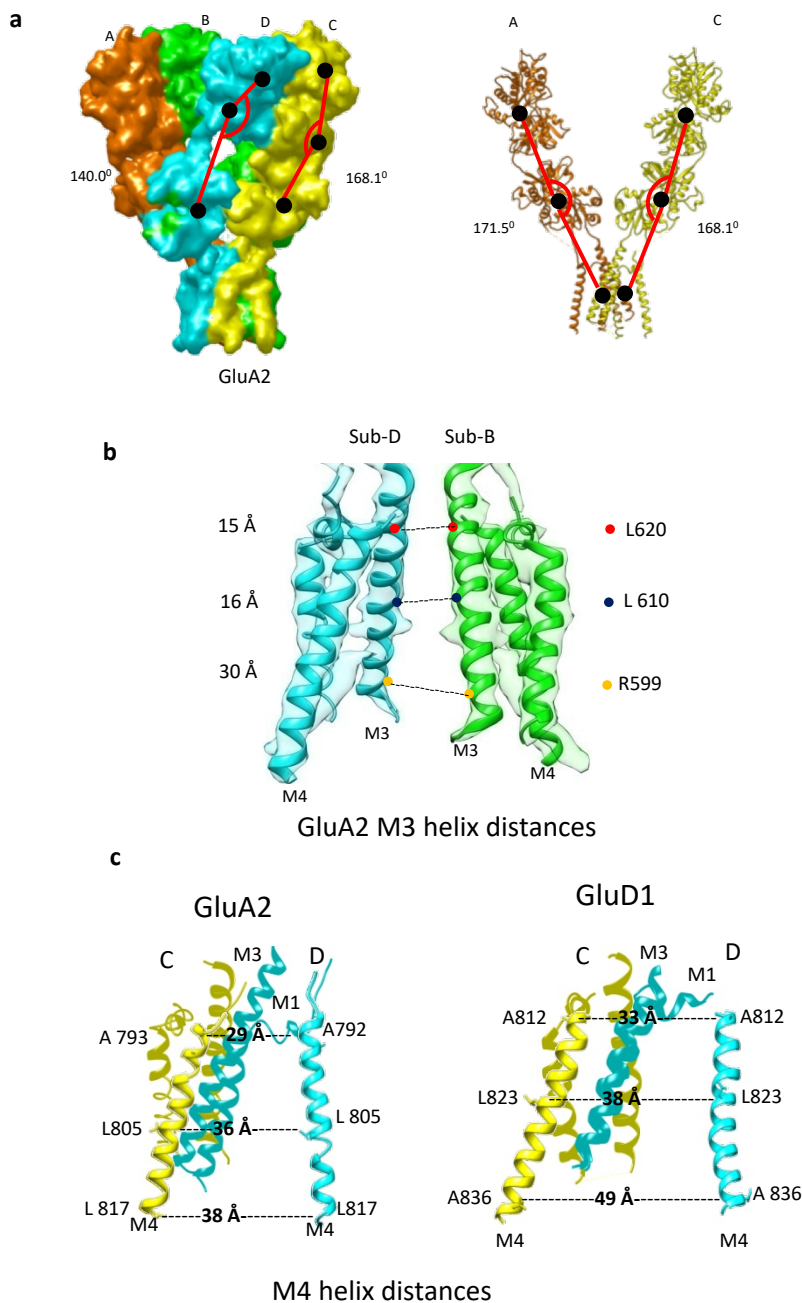 a
A B D C
140.0⁰ 168.1⁰
GluA2
A C
171.5⁰ 168.1⁰
b
Sub-D Sub-B
15 Å L620
16 Å L 610
30 Å R599
M3 M3
M4 M4
GluA2 M3 helix distances
c
GluA2
C M3 D
M1
A 793 29 Å A792
L805 36 Å L 805
L 817 38 Å L817
M4 M4
GluD1
C M3 D
M1
A812 33 Å A812
L823 38 Å L823
A836 49 Å A 836
M4 M4
M4 helix distances